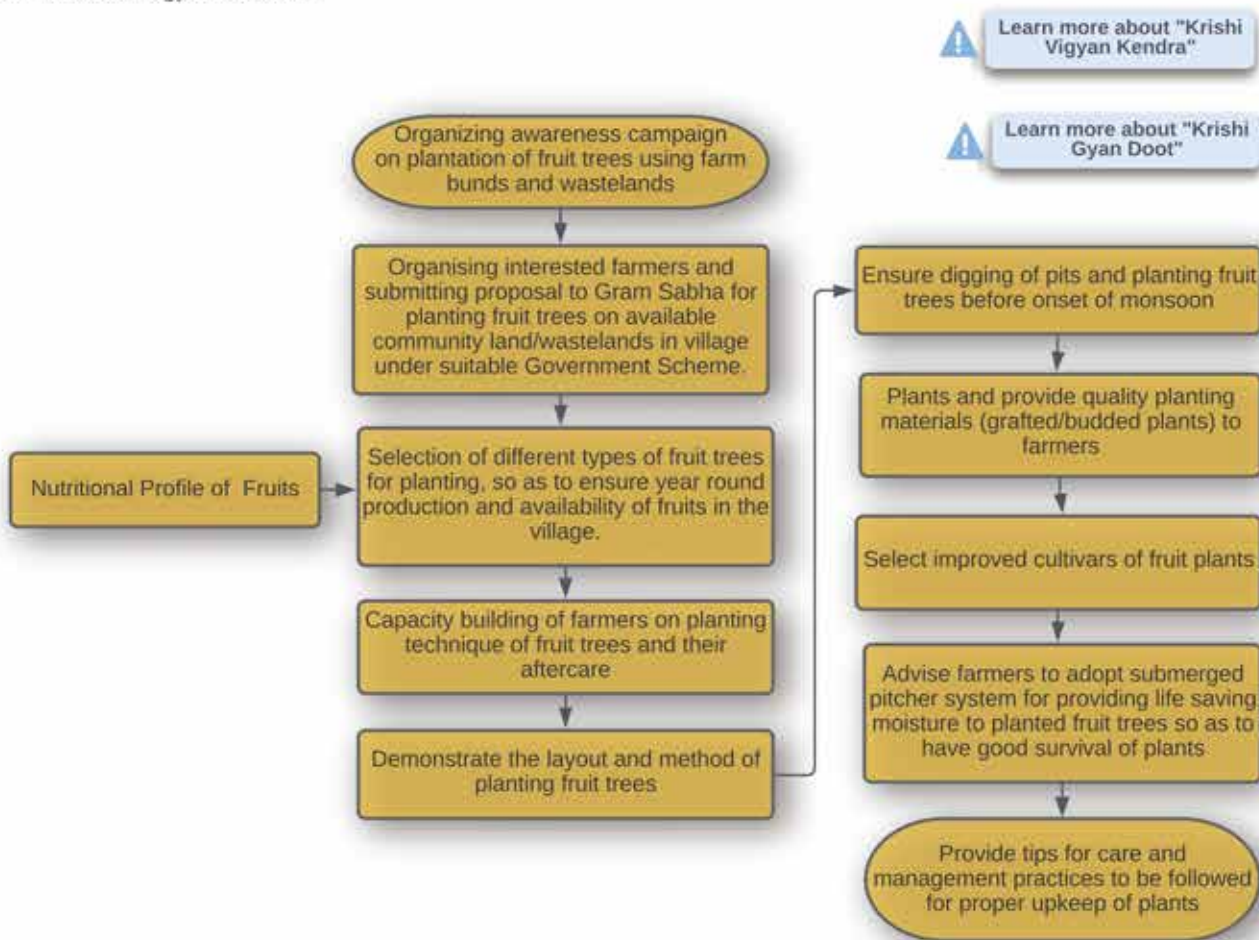 Learn more about "Krishi
Vigyan Kendra"
Learn more about "Krishi
Gyan Doot"
Organizing awareness campaign
on plantation of fruit trees using farm
bunds and wastelands
Organising interested farmers and
submitting proposal to Gram Sabha for
planting fruit trees on available
community land/wastelands in village
under suitable Government Scheme.
Nutritional Profile of Fruits
Selection of different types of fruit trees
for planting, so as to ensure year round
production and availability of fruits in the
village.
Capacity building of farmers on planting
technique of fruit trees and their
aftercare
Demonstrate the layout and method of
planting fruit trees
Ensure digging of pits and planting fruit
trees before onset of monsoon
Plants and provide quality planting
materials (grafted/budded plants) to
farmers
Select improved cultivars of fruit plants
Advise farmers to adopt submerged
pitcher system for providing life saving
moisture to planted fruit trees so as to
have good survival of plants
Provide tips for care and
management practices to be followed
for proper upkeep of plants